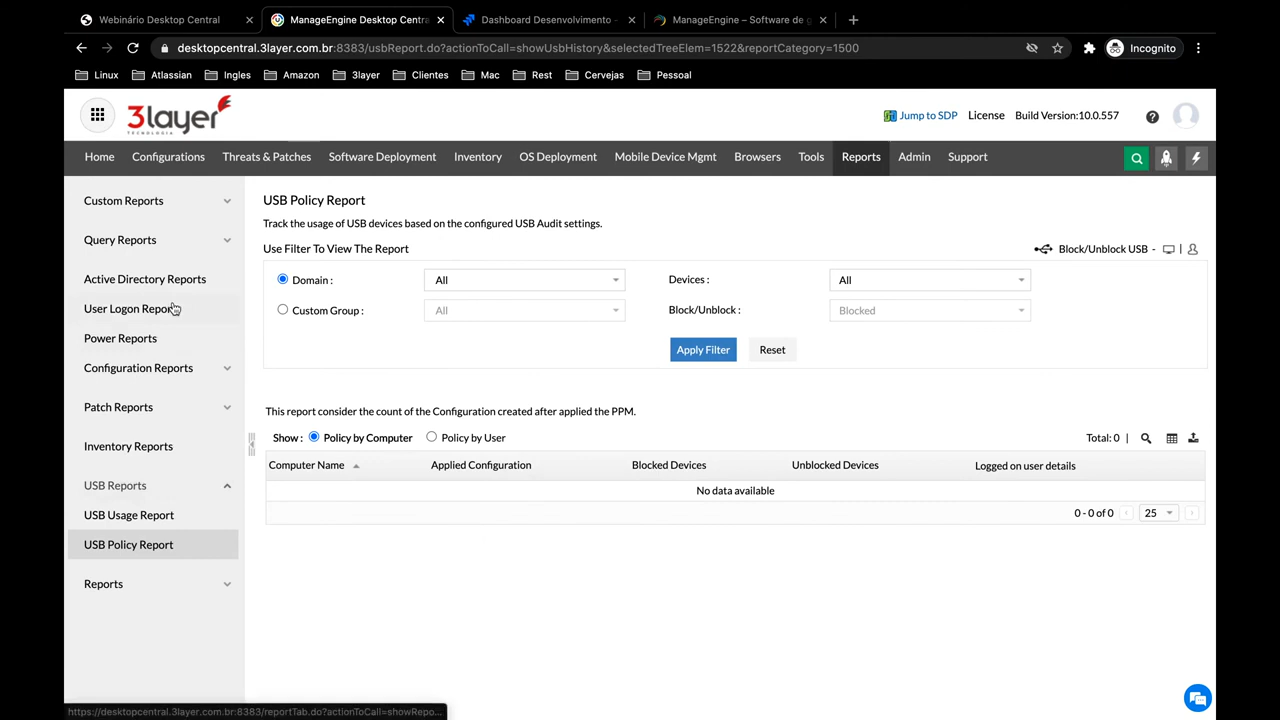 Webinário Desktop Central
ManageEngine Desktop Centra
Dashboard Desenvolvimento -
ManageEngine – Software de g
desktopcentral.3layer.com.br:8383/usbReport.do?actionToCall=showUsbHistory&selectedTreeElem=1522&reportCategory=1500
Incognito
Linux
Atlassian
Ingles
Amazon
3layer
Clientes
Mac
Rest
Cervejas
Pessoal
3layer
TECNOLOGIA
Jump to SDP
License
Build Version:10.0.557
Home
Configurations
Threats & Patches
Software Deployment
Inventory
OS Deployment
Mobile Device Mgmt
Browsers
Tools
Reports
Admin
Support
Custom Reports
Query Reports
Active Directory Reports
User Logon Report
Power Reports
Configuration Reports
Patch Reports
Inventory Reports
USB Reports
USB Usage Report
USB Policy Report
Reports
USB Policy Report
Track the usage of USB devices based on the configured USB Audit settings.
Use Filter To View The Report
Block/Unblock USB - |
Domain : All
Devices : All
Custom Group : All
Block/Unblock : Blocked
Apply Filter
Reset
This report consider the count of the Configuration created after applied the PPM.
Show : Policy by Computer Policy by User
Total: 0 |
Computer Name
Applied Configuration
Blocked Devices
Unblocked Devices
Logged on user details
No data available
0 - 0 of 0
25
https://desktopcentral.3layer.com.br:8383/reportTab.do?actionToCall=showRepo...